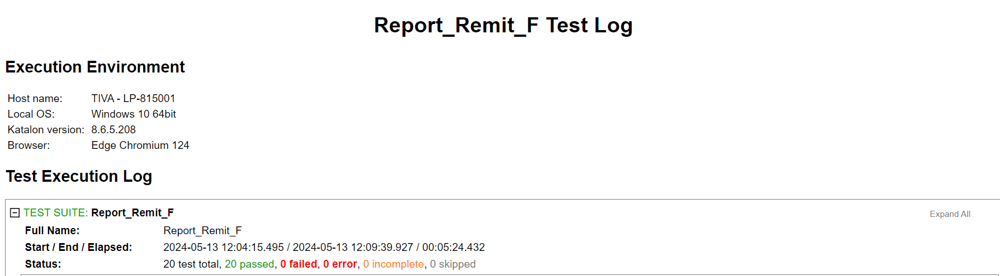 Report_Remit_F Test Log
Execution Environment
Host name: TIVA - LP-815001
Local OS: Windows 10 64bit
Katalon version: 8.6.5.208
Browser: Edge Chromium 124
Test Execution Log
TEST SUITE: Report_Remit_F Expand All
Full Name: Report_Remit_F
Start / End / Elapsed: 2024-05-13 12:04:15.495 / 2024-05-13 12:09:39.927 / 00:05:24.432
Status: 20 test total, 20 passed, 0 failed, 0 error, 0 incomplete, 0 skipped